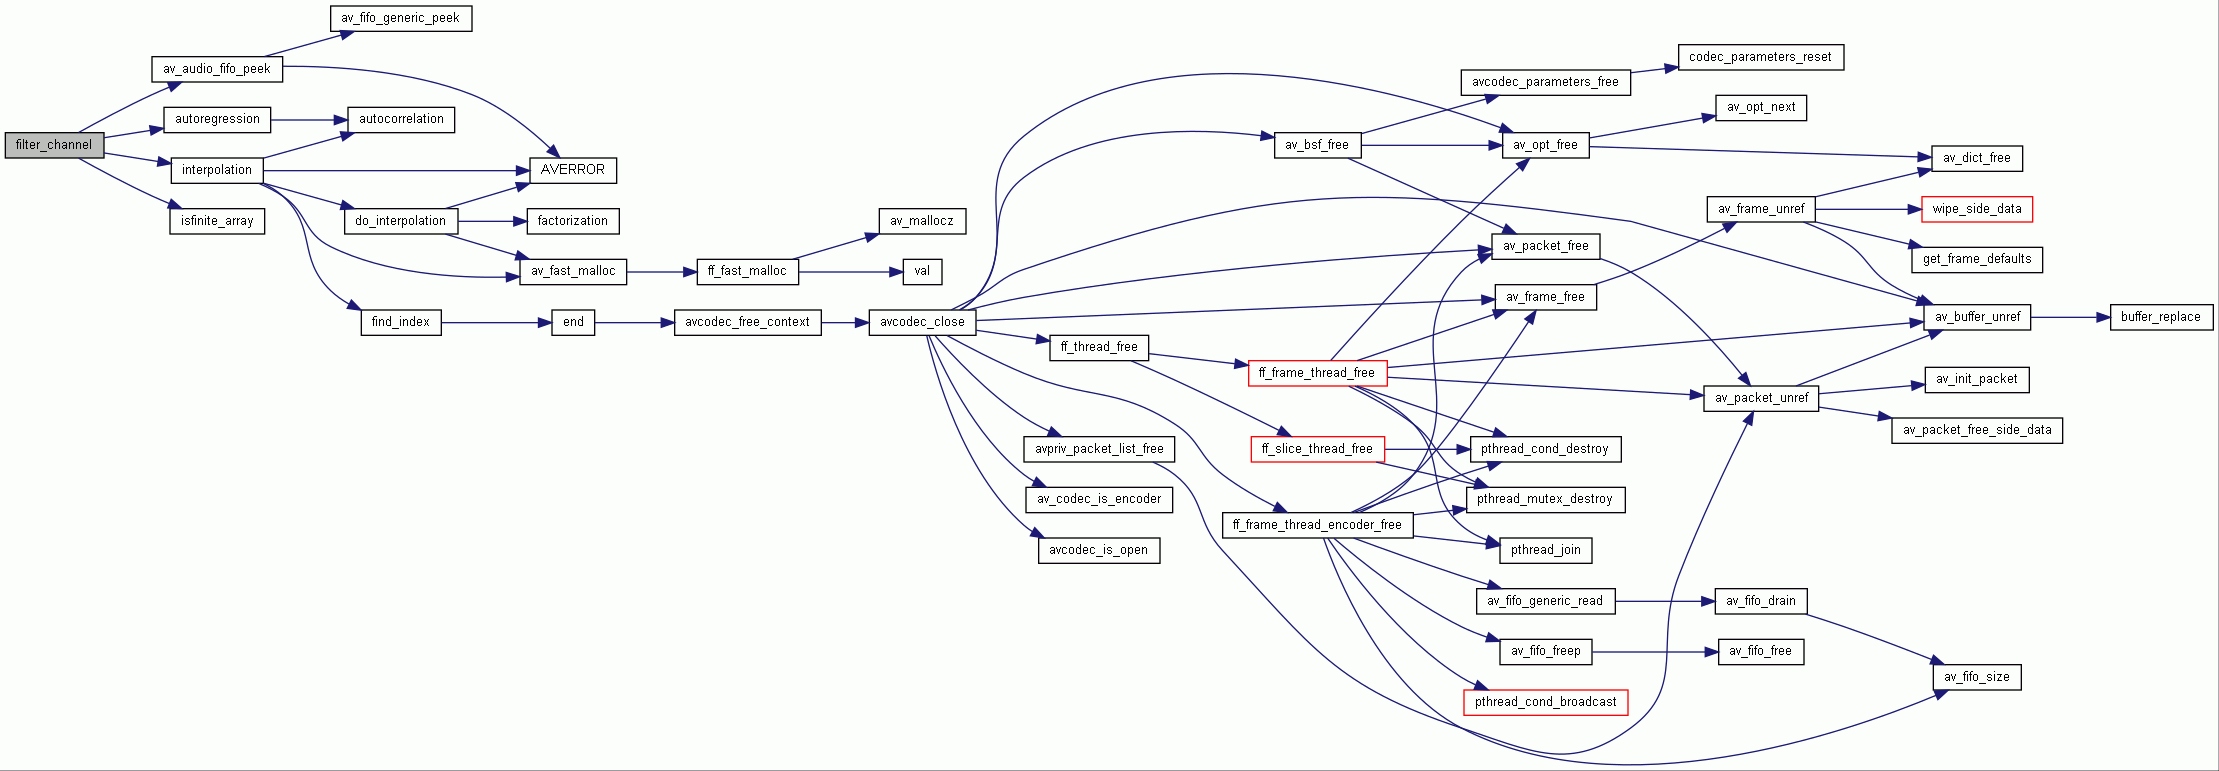 filter_channel
av_audio_fifo_peek
autoregression
interpolation
isfinite_array
av_fifo_generic_peek
autocorrelation
do_interpolation
find_index
AVERROR
factorization
av_fast_malloc
end
ff_fast_malloc
avcodec_free_context
av_mallocz
val
avcodec_close
ff_thread_free
avpriv_packet_list_free
av_codec_is_encoder
avcodec_is_open
av_bsf_free
ff_frame_thread_free
ff_slice_thread_free
ff_frame_thread_encoder_free
avcodec_parameters_free
av_opt_free
av_packet_free
av_frame_free
pthread_cond_destroy
pthread_mutex_destroy
pthread_join
av_fifo_generic_read
av_fifo_freep
pthread_cond_broadcast
codec_parameters_reset
av_opt_next
av_frame_unref
av_packet_unref
av_fifo_drain
av_fifo_free
av_dict_free
wipe_side_data
get_frame_defaults
av_buffer_unref
av_init_packet
av_packet_free_side_data
av_fifo_size
buffer_replace